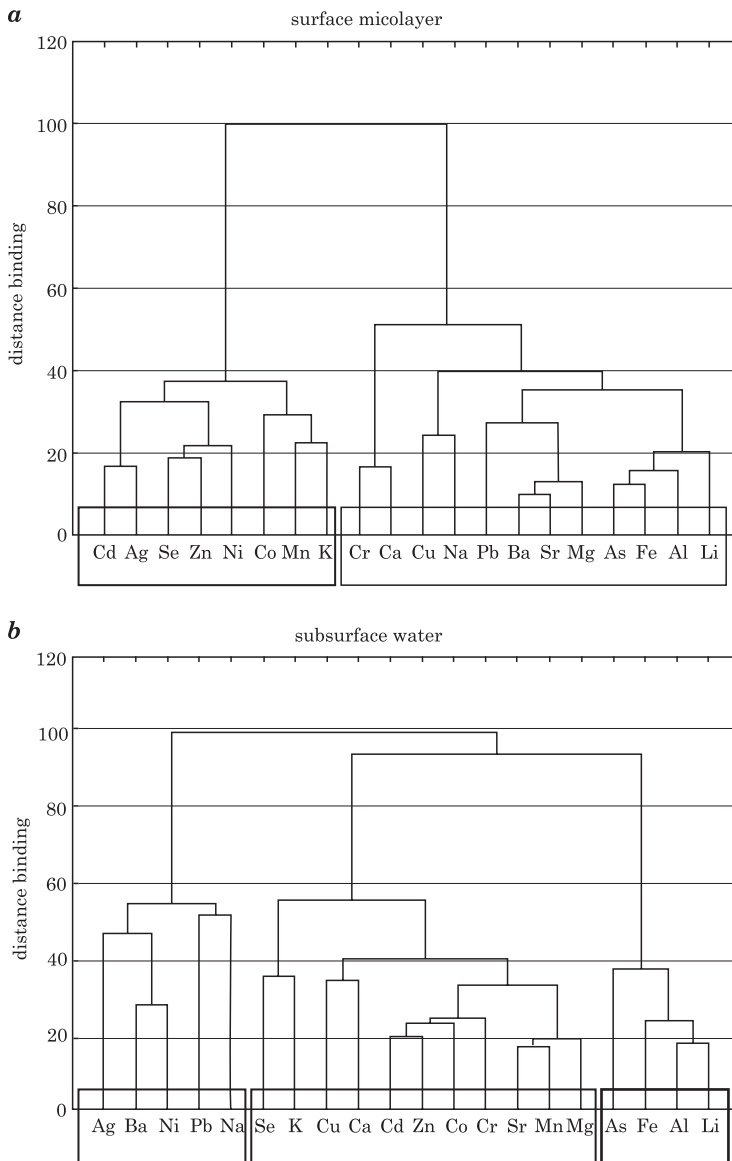 a
surface micolayer
120
100
80
60
40
20
0
distance binding
Cd Ag Se Zn Ni Co Mn K Cr Ca Cu Na Pb Ba Sr Mg As Fe Al Li
b
subsurface water
120
100
80
60
40
20
0
distance binding
Ag Ba Ni Pb Na Se K Cu Ca Cd Zn Co Cr Sr Mn Mg As Fe Al Li